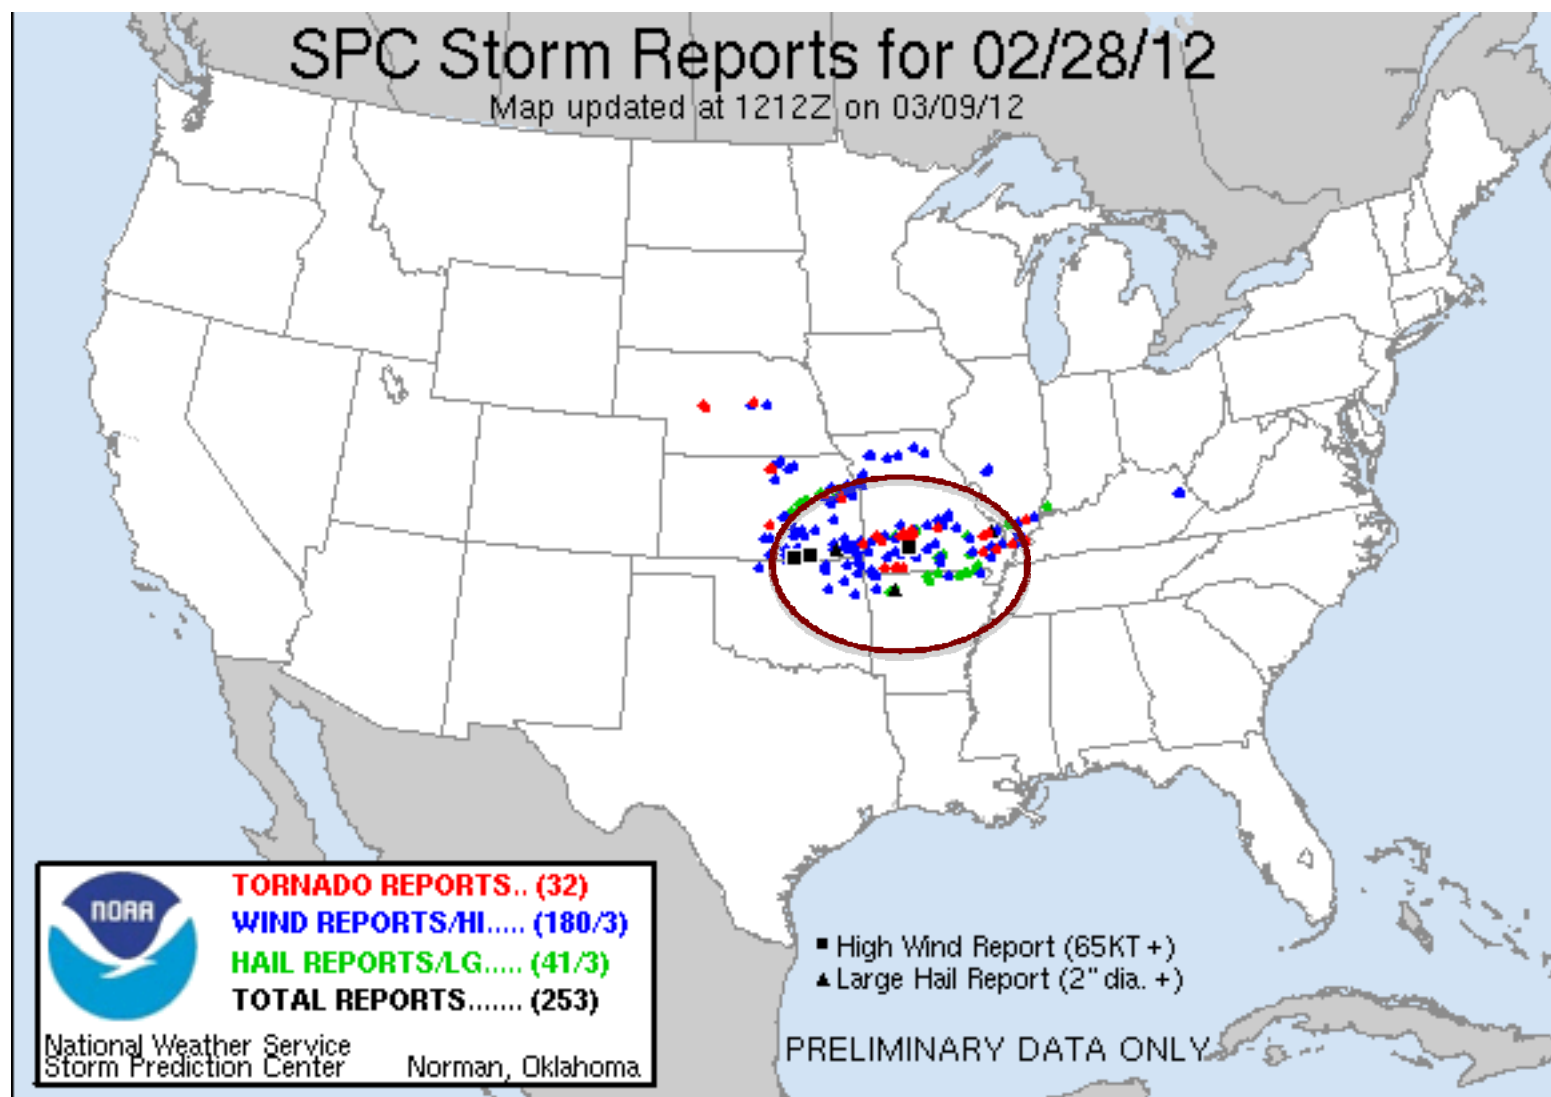 SPC Storm Reports for 02/28/12
Map updated at 1212Z on 03/09/12
NOAA
TORNADO REPORTS.. (32)
WIND REPORTS/HI..... (180/3)
HAIL REPORTS/LG..... (41/3)
TOTAL REPORTS....... (253)
National Weather Service
Storm Prediction Center Norman, Oklahoma
High Wind Report (65KT +)
Large Hail Report (2" dia. +)
PRELIMINARY DATA ONLY